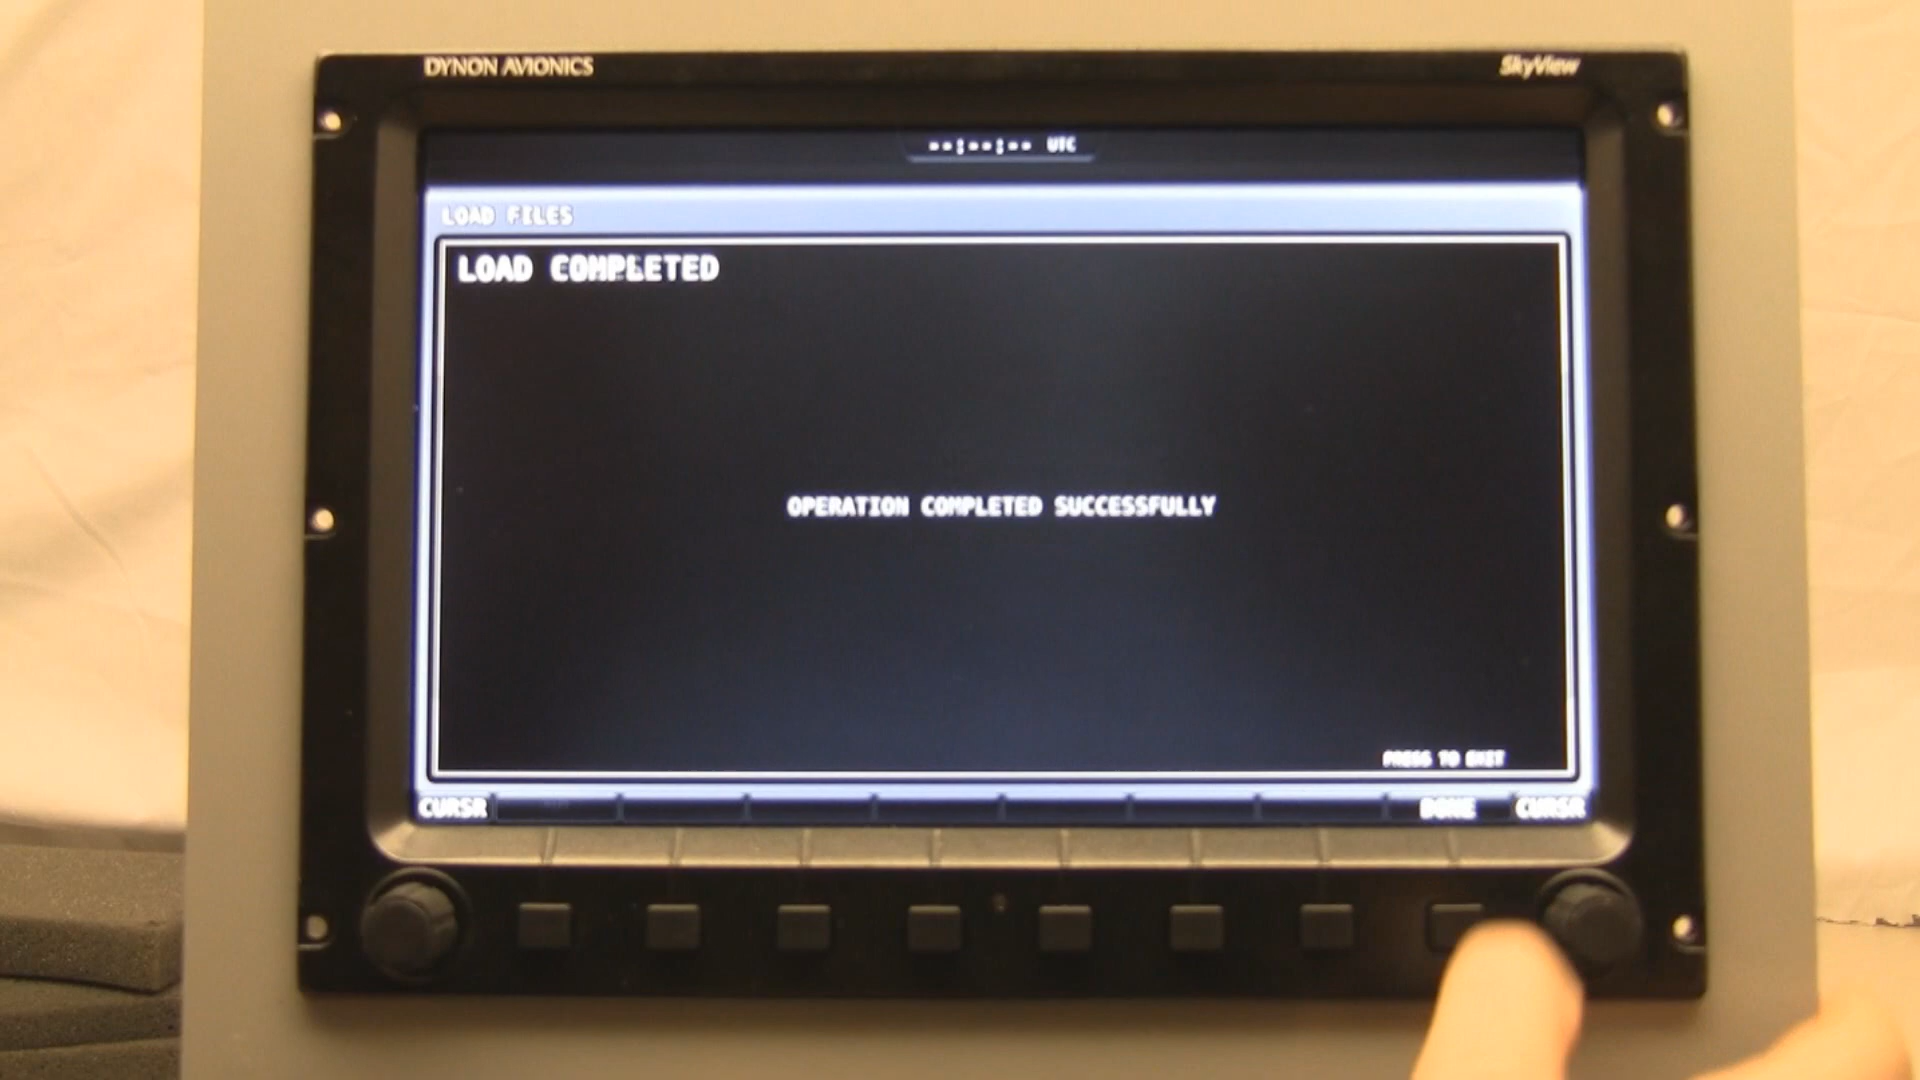 DYNON AVIONICS
SkyView
--:--:-- UTC
LOAD FILES
LOAD COMPLETED
OPERATION COMPLETED SUCCESSFULLY
PRESS TO EXIT
CURSR
DONE
CURSR